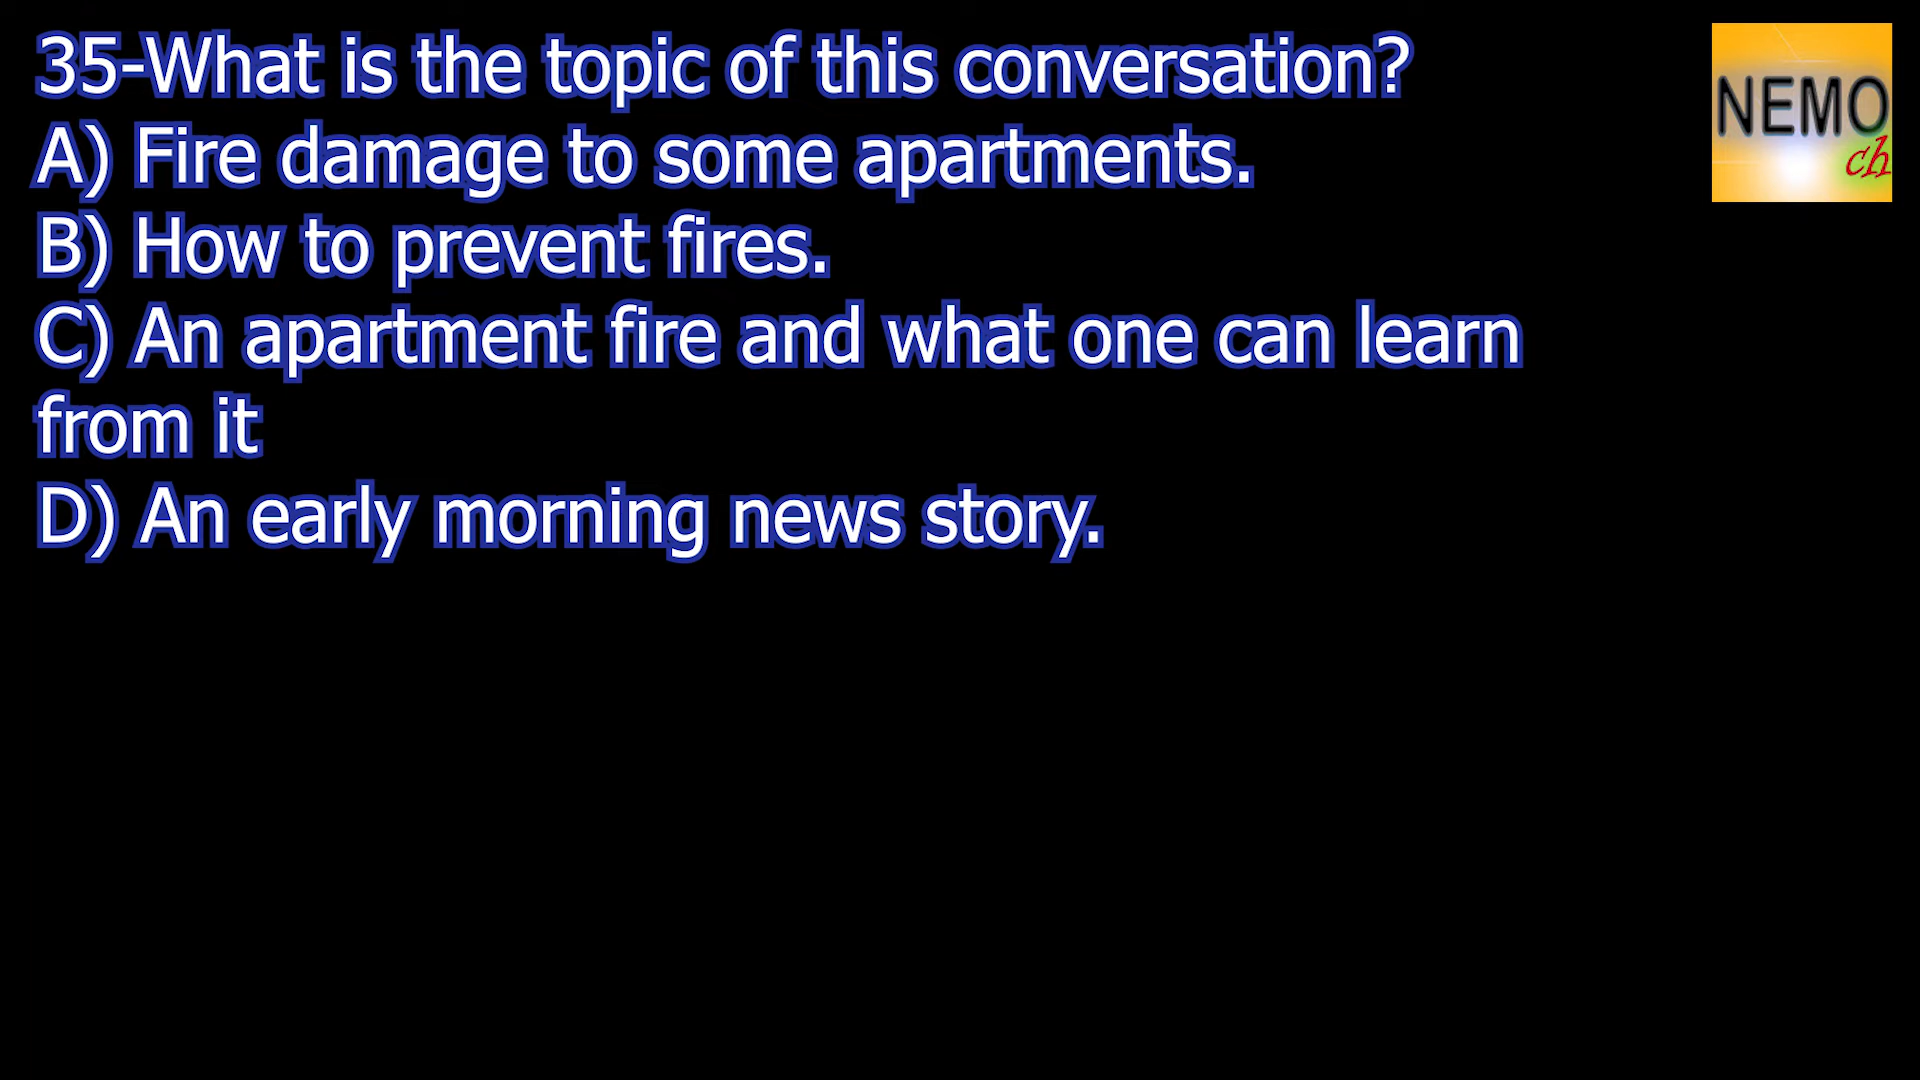 35-What is the topic of this conversation?
A) Fire damage to some apartments.
B) How to prevent fires.
C) An apartment fire and what one can learn
from it
D) An early morning news story.
NEMO
ch